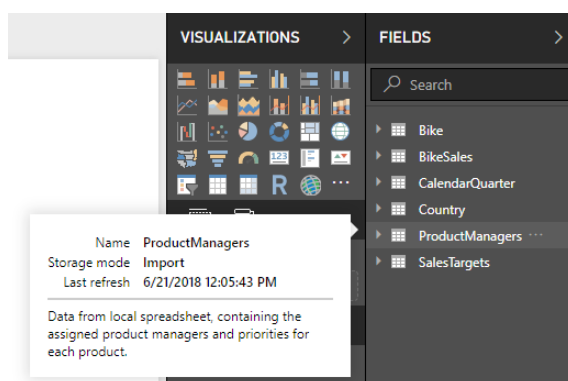 VISUALIZATIONS
FIELDS
Search
123
R
Bike
BikeSales
CalendarQuarter
Country
ProductManagers
SalesTargets
Name ProductManagers
Storage mode Import
Last refresh 6/21/2018 12:05:43 PM
Data from local spreadsheet, containing the
assigned product managers and priorities for
each product.